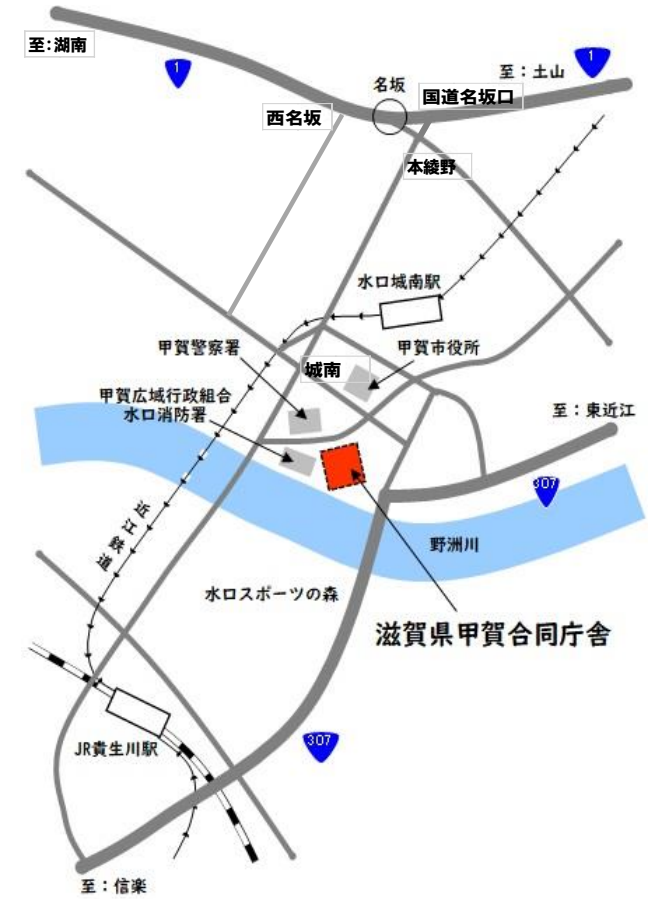 至：湖南
1
1
名坂
至：土山
国道名坂口
西名坂
本綾野
水口城南駅
甲賀警察署
城南
甲賀市役所
甲賀広域行政組合
水口消防署
至：東近江
307
近江鉄道
野洲川
水口スポーツの森
滋賀県甲賀合同庁舎
307
JR貴生川駅
至：信楽